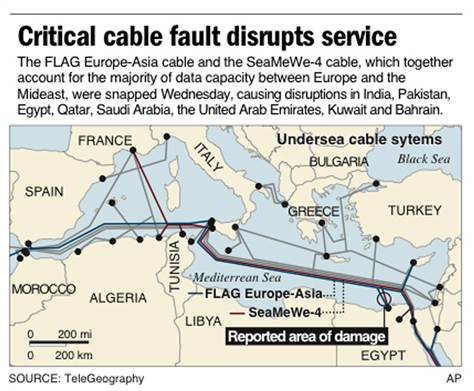 Critical cable fault disrupts service
The FLAG Europe-Asia cable and the SeaMeWe-4 cable, which together
account for the majority of data capacity between Europe and the
Mideast, were snapped Wednesday, causing disruptions in India, Pakistan,
Egypt, Qatar, Saudi Arabia, the United Arab Emirates, Kuwait and Bahrain.
Undersea cable sytems
FRANCE
ITALY
BULGARIA
Black Sea
SPAIN
GREECE
TURKEY
MOROCCO
ALGERIA
TUNISIA
Mediterrean Sea
FLAG Europe-Asia
SeaMeWe-4
LIBYA
Reported area of damage
EGYPT
0 200 mi
0 200 km
SOURCE: TeleGeography
AP